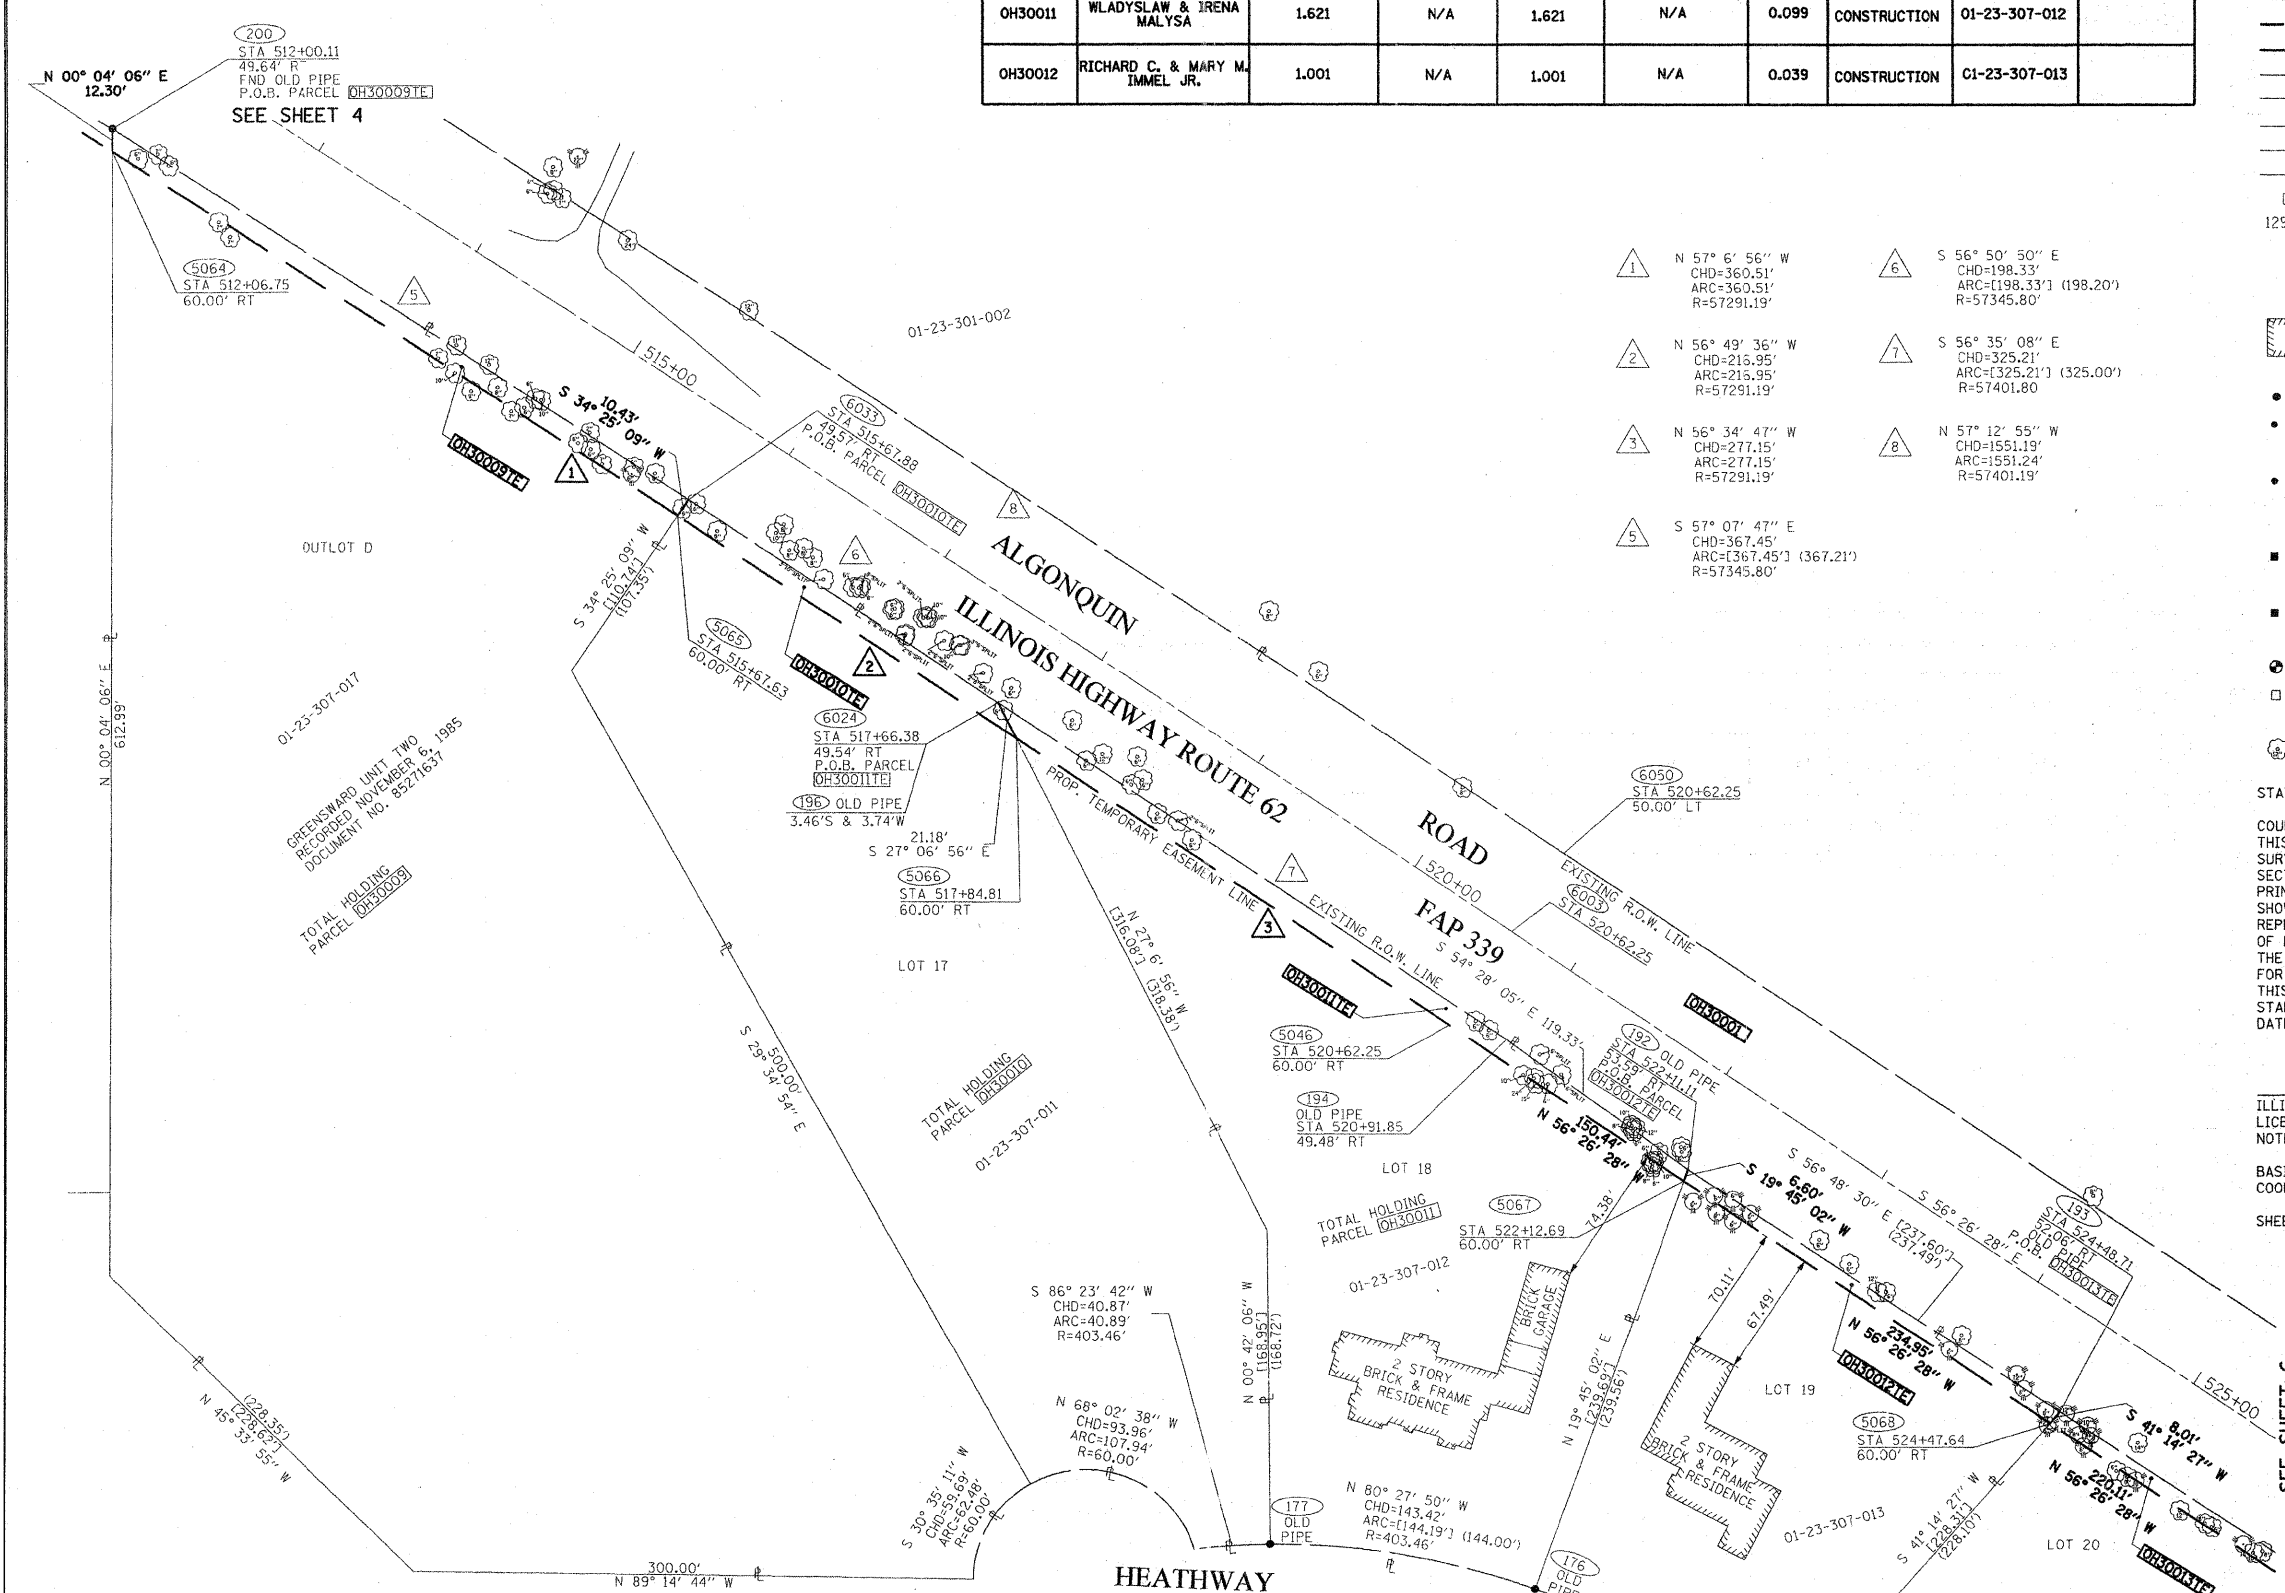 OH30011 WLADYSLAW & IRENA MALYSA 1.621 N/A 1.621 N/A 0.099 CONSTRUCTION 01-23-307-012
OH30012 RICHARD C. & MARY M. IMMEL JR. 1.001 N/A 1.001 N/A 0.039 CONSTRUCTION C1-23-307-013
200
STA 512+00.11
49.64' R
FND OLD PIPE
P.O.B. PARCEL OH30009TE
SEE SHEET 4
N 00° 04' 06" E
12.30'
5064
STA 512+06.75
60.00' RT
5
01-23-301-002
1
N 57° 6' 56" W
CHD=360.51'
ARC=360.51'
R=57291.19'
2
N 56° 49' 36" W
CHD=216.95'
ARC=216.95'
R=57291.19'
3
N 56° 34' 47" W
CHD=277.15'
ARC=277.15'
R=57291.19'
5
S 57° 07' 47" E
CHD=367.45'
ARC=[367.45'] (367.21')
R=57345.80'
6
S 56° 50' 50" E
CHD=198.33'
ARC=[198.33'] (198.20')
R=57345.80'
7
S 56° 35' 08" E
CHD=325.21'
ARC=[325.21'] (325.00')
R=57401.80
8
N 57° 12' 55" W
CHD=1551.19'
ARC=1551.24'
R=57401.19'
515+00
10.43'
S 34° 25' 09" W
OH30009TE
1
6033
STA 515+67.88
49.57' RT
P.O.B. PARCEL OH30010TE
8
ALGONQUIN
ILLINOIS HIGHWAY ROUTE 62
ROAD
FAP 339
OUTLOT D
S 34° 25' 09" W
[110.74']
(107.35')
6
5065
STA 515+67.63
60.00' RT
OH30010TE
2
6024
STA 517+66.38
49.54' RT
P.O.B. PARCEL
OH30011TE
196 OLD PIPE
3.46'S & 3.74'W
21.18'
S 27° 06' 56" E
5066
STA 517+84.81
60.00' RT
PROP. TEMPORARY EASEMENT LINE
3
7
EXISTING R.O.W. LINE
520+00
6050
STA 520+62.25
50.00' LT
EXISTING R.O.W. LINE
6003
STA 520+62.25
S 54° 28' 05" E 119.33'
OH30001
N 00° 04' 06" E
612.99'
01-23-307-017
GREENSWARD UNIT TWO
RECORDED NOVEMBER 6, 1985
DOCUMENT NO. 85271637
TOTAL HOLDING
PARCEL OH30009
LOT 17
N 27° 6' 56" W
[316.08'] (318.38')
500.00'
S 29° 34' 54" E
TOTAL HOLDING
PARCEL OH30010
01-23-307-011
OH30011TE
5046
STA 520+62.25
60.00' RT
194
OLD PIPE
STA 520+91.85
49.48' RT
192 OLD PIPE
STA 522+11.11
53.59' RT
P.O.B. PARCEL
OH30012TE
150.44'
N 56° 26' 28" W
LOT 18
TOTAL HOLDING
PARCEL OH30011
01-23-307-012
5067
STA 522+12.69
60.00' RT
74.38'
6.60'
S 19° 45' 02" W
S 56° 48' 30" E [237.60']
(237.49')
S 56° 26' 28" E
193
STA 524+48.71
52.06' RT
OLD PIPE
P.O.B. OH30013TE
70.11'
67.49'
234.95'
N 56° 26' 28" W
OH30012TE
525+00
S 86° 23' 42" W
CHD=40.87'
ARC=40.89'
R=403.46'
N 00° 42' 06" W
[168.95']
(168.72')
BRICK
GARAGE
2 STORY
BRICK & FRAME
RESIDENCE
N 19° 45' 02" E
[239.69']
(239.56')
2 STORY
BRICK & FRAME
RESIDENCE
LOT 19
5068
STA 524+47.64
60.00' RT
8.01'
S 41° 14' 27" W
220.11'
N 56° 26' 28" W
(228.35')
[228.62']
N 45° 33' 55" W
N 68° 02' 38" W
CHD=93.96'
ARC=107.94'
R=60.00'
S 30° 35' 11" W
CHD=59.69'
ARC=62.48'
R=60.00'
177
OLD
PIPE
N 80° 27' 50" W
CHD=143.42'
ARC=[144.19'] (144.00')
R=403.46'
176
OLD
PIPE
01-23-307-013
S 41° 14' 27" W
[228.31']
(228.10')
LOT 20
OH30013TE
300.00'
N 89° 14' 44" W
HEATHWAY